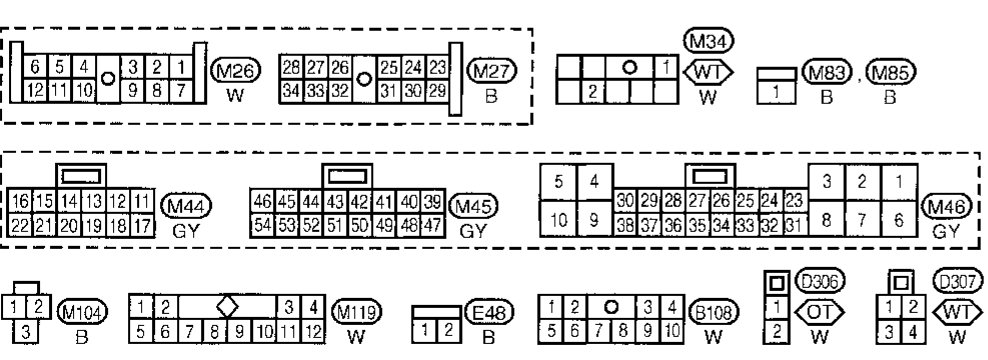 6 5 4 3 2 1 28 27 26 25 24 23 1 M34
12 11 10 9 8 7 M26 34 33 32 31 30 29 M27 2 WT 1 M83 , M85
W B W B B
16 15 14 13 12 11 46 45 44 43 42 41 40 39 5 4 30 29 28 27 26 25 24 23 3 2 1
22 21 20 19 18 17 M44 54 53 52 51 50 49 48 47 M45 10 9 38 37 36 35 34 33 32 31 8 7 6 M46
GY GY GY
1 2 M104 1 2 3 4 M119 E48 1 2 3 4 B108 D306 D307
3 5 6 7 8 9 10 11 12 1 2 5 6 7 8 9 10 1 OT 1 2 WT
B W B W 2 W 3 4 W